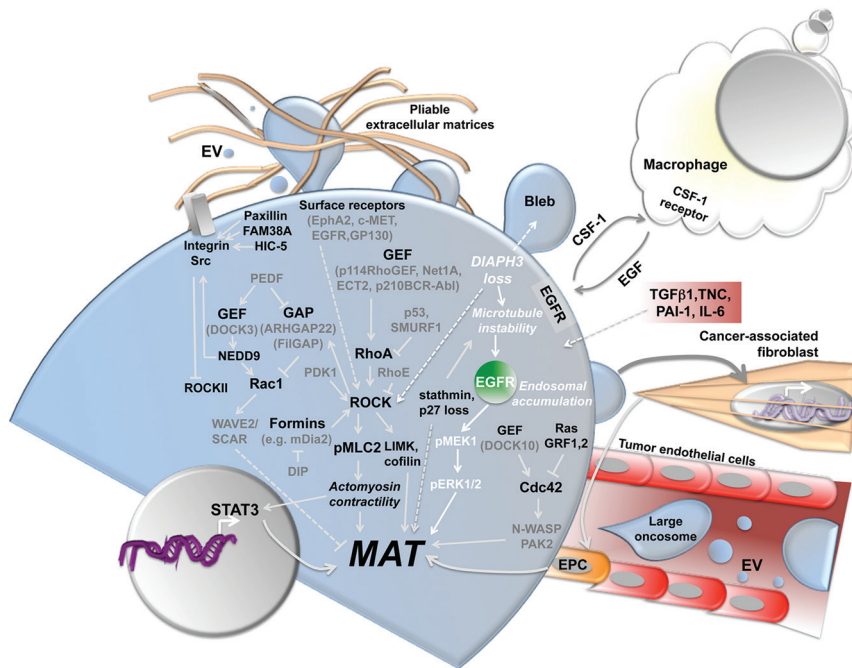 Pliable
extracellular matrices
EV
Macrophage
CSF-1
receptor
Bleb
CSF-1
EGF
Surface receptors
(EphA2, c-MET,
EGFR,GP130)
Paxillin
FAM38A
HIC-5
Integrin
Src
GEF
(p114RhoGEF, Net1A,
ECT2, p210BCR-Abl)
DIAPH3
loss
EGFR
TGFβ1,TNC,
PAI-1, IL-6
PEDF
GEF
(DOCK3)
GAP
(ARHGAP22)
(FilGAP)
p53,
SMURF1
Microtubule
instability
Cancer-associated
fibroblast
NEDD9
RhoA
RhoE
ROCKII
Rac1
PDK1
ROCK
stathmin,
p27 loss
EGFR
Endosomal
accumulation
WAVE2/
SCAR
Formins
(e.g. mDia2)
DIP
pMLC2
LIMK,
cofilin
pMEK1
GEF
(DOCK10)
Ras
GRF1,2
Tumor endothelial cells
Actomyosin
contractility
pERK1/2
Cdc42
STAT3
N-WASP
PAK2
Large
oncosome
EV
MAT
EPC